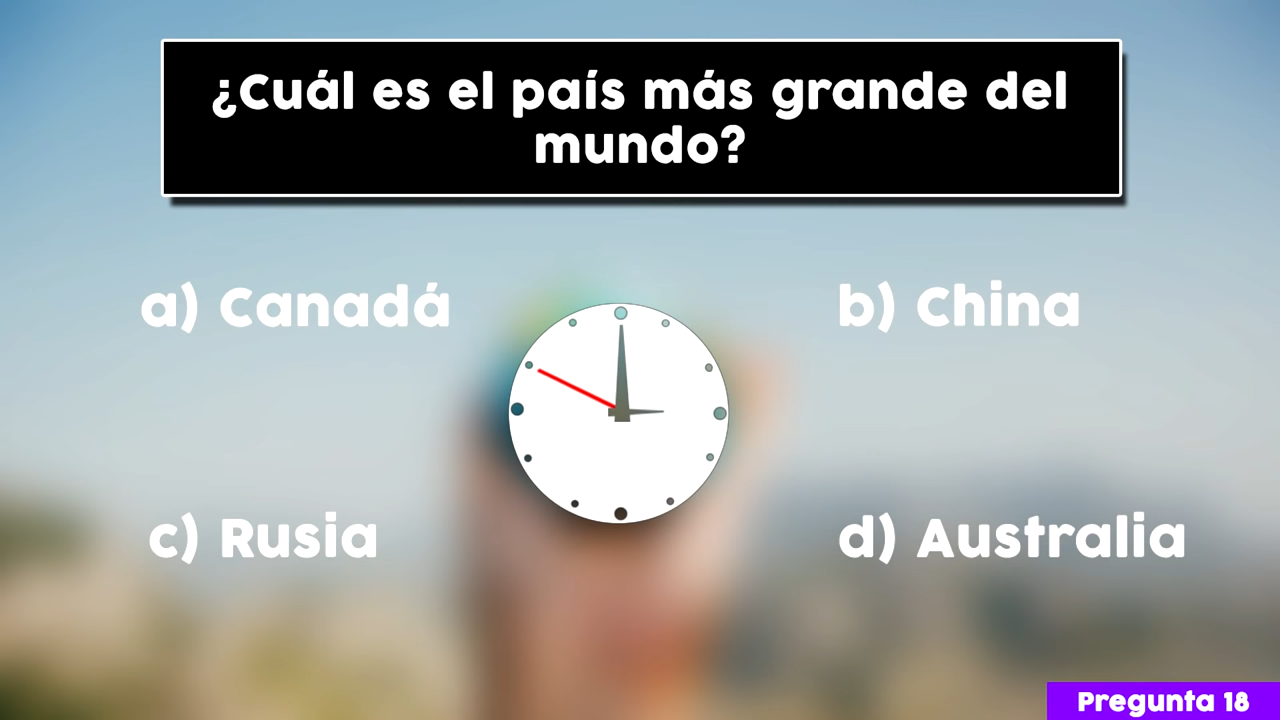 ¿Cuál es el país más grande del
mundo?
a) Canadá
b) China
c) Rusia
d) Australia
Pregunta 18